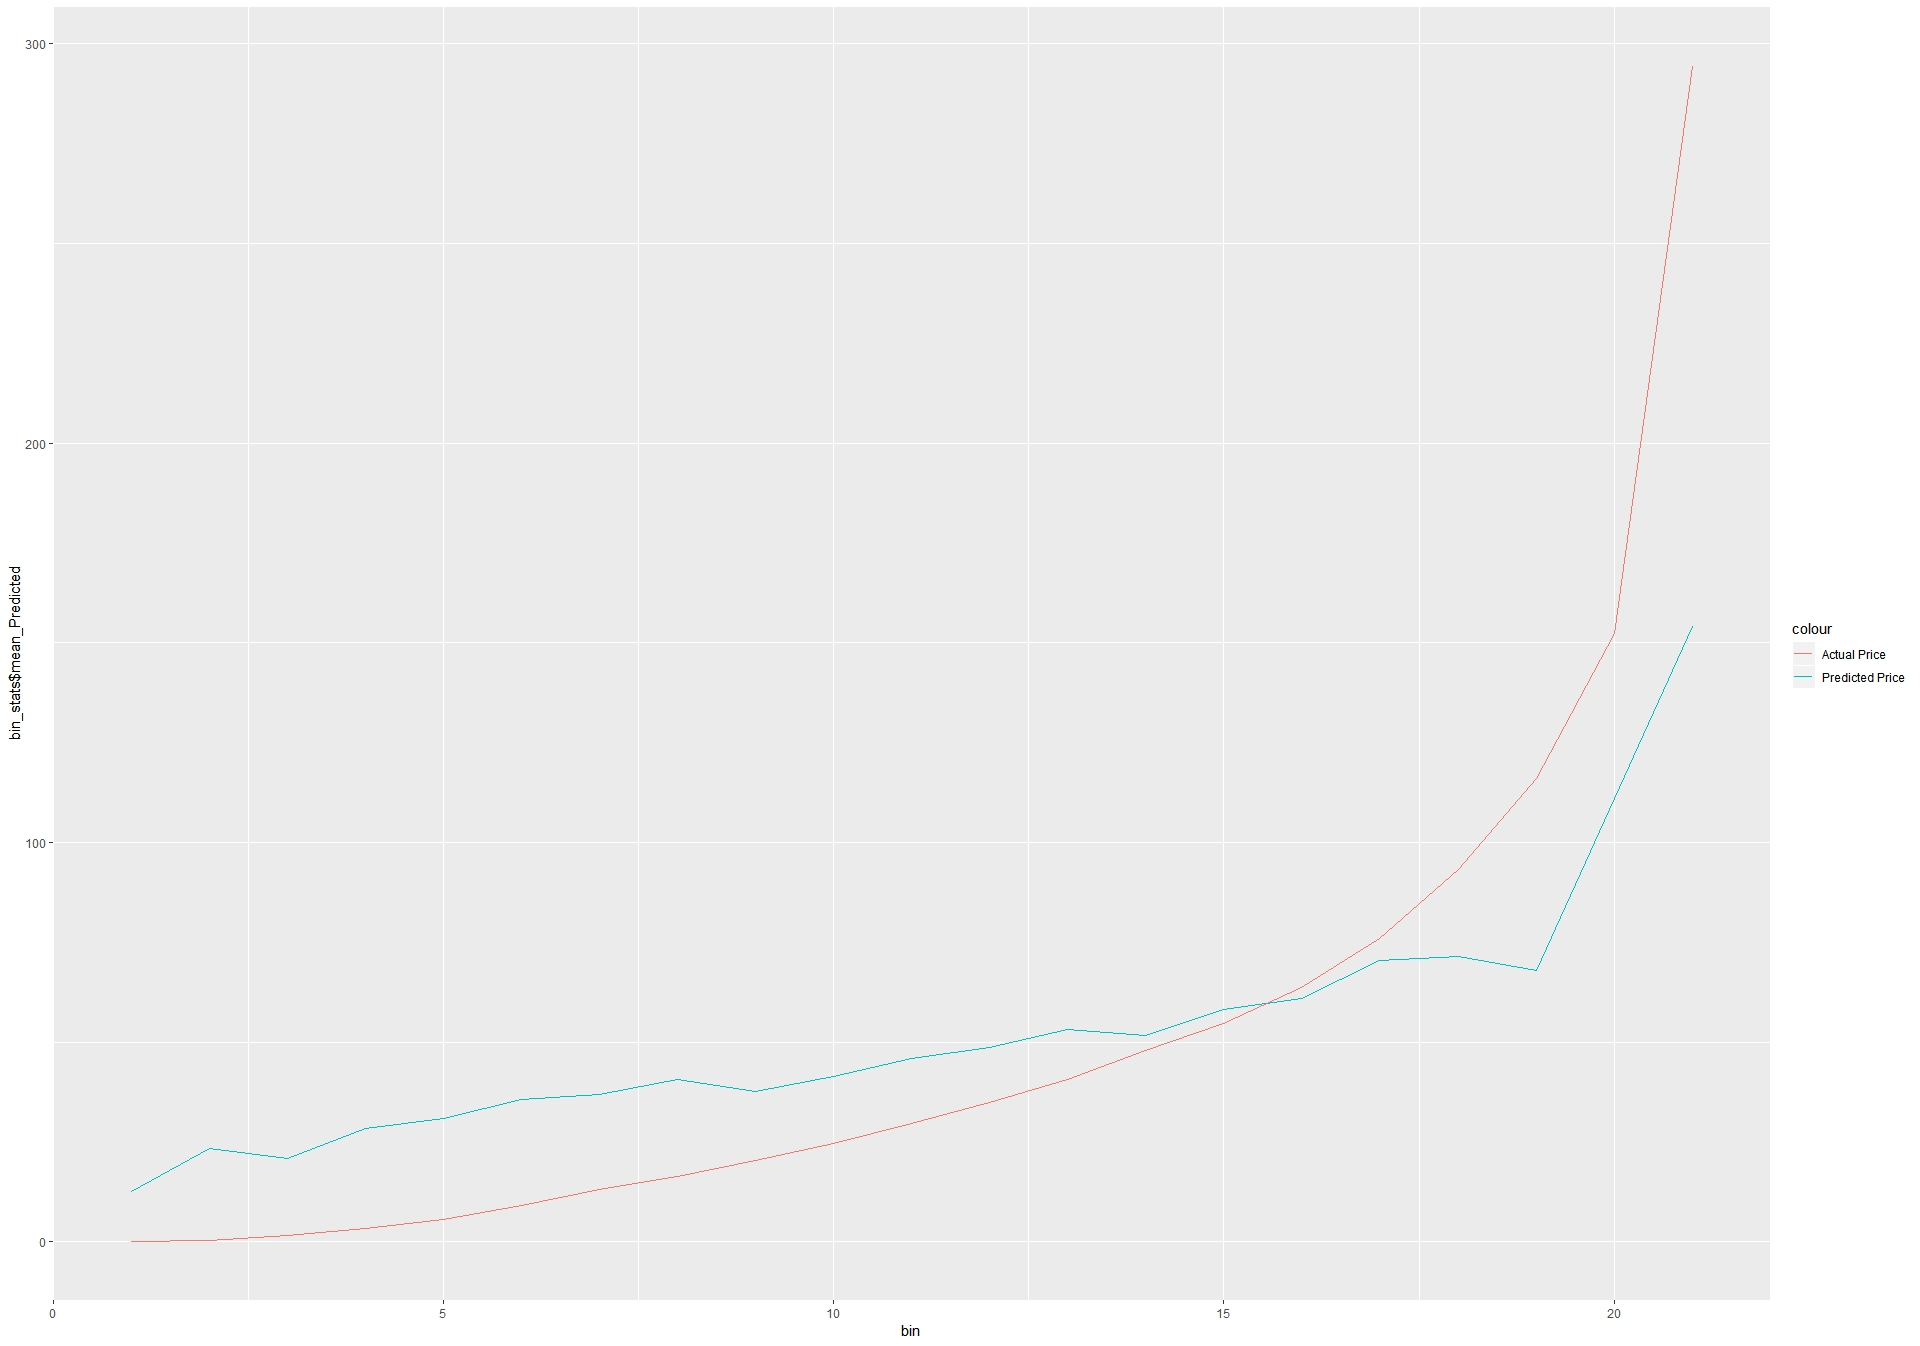 300
200
100
0
bin_stats$mean_Predicted
0 5 10 15 20
bin
colour
Actual Price
Predicted Price